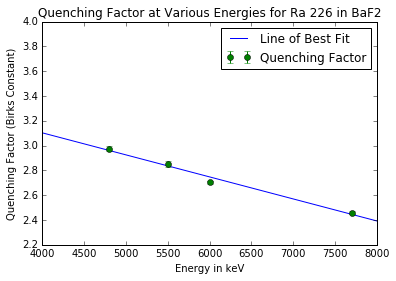 Quenching Factor at Various Energies for Ra 226 in BaF2
4.0
3.8
3.6
3.4
3.2
3.0
2.8
2.6
2.4
2.2
Quenching Factor (Birks Constant)
Line of Best Fit
Quenching Factor
4000 4500 5000 5500 6000 6500 7000 7500 8000
Energy in keV